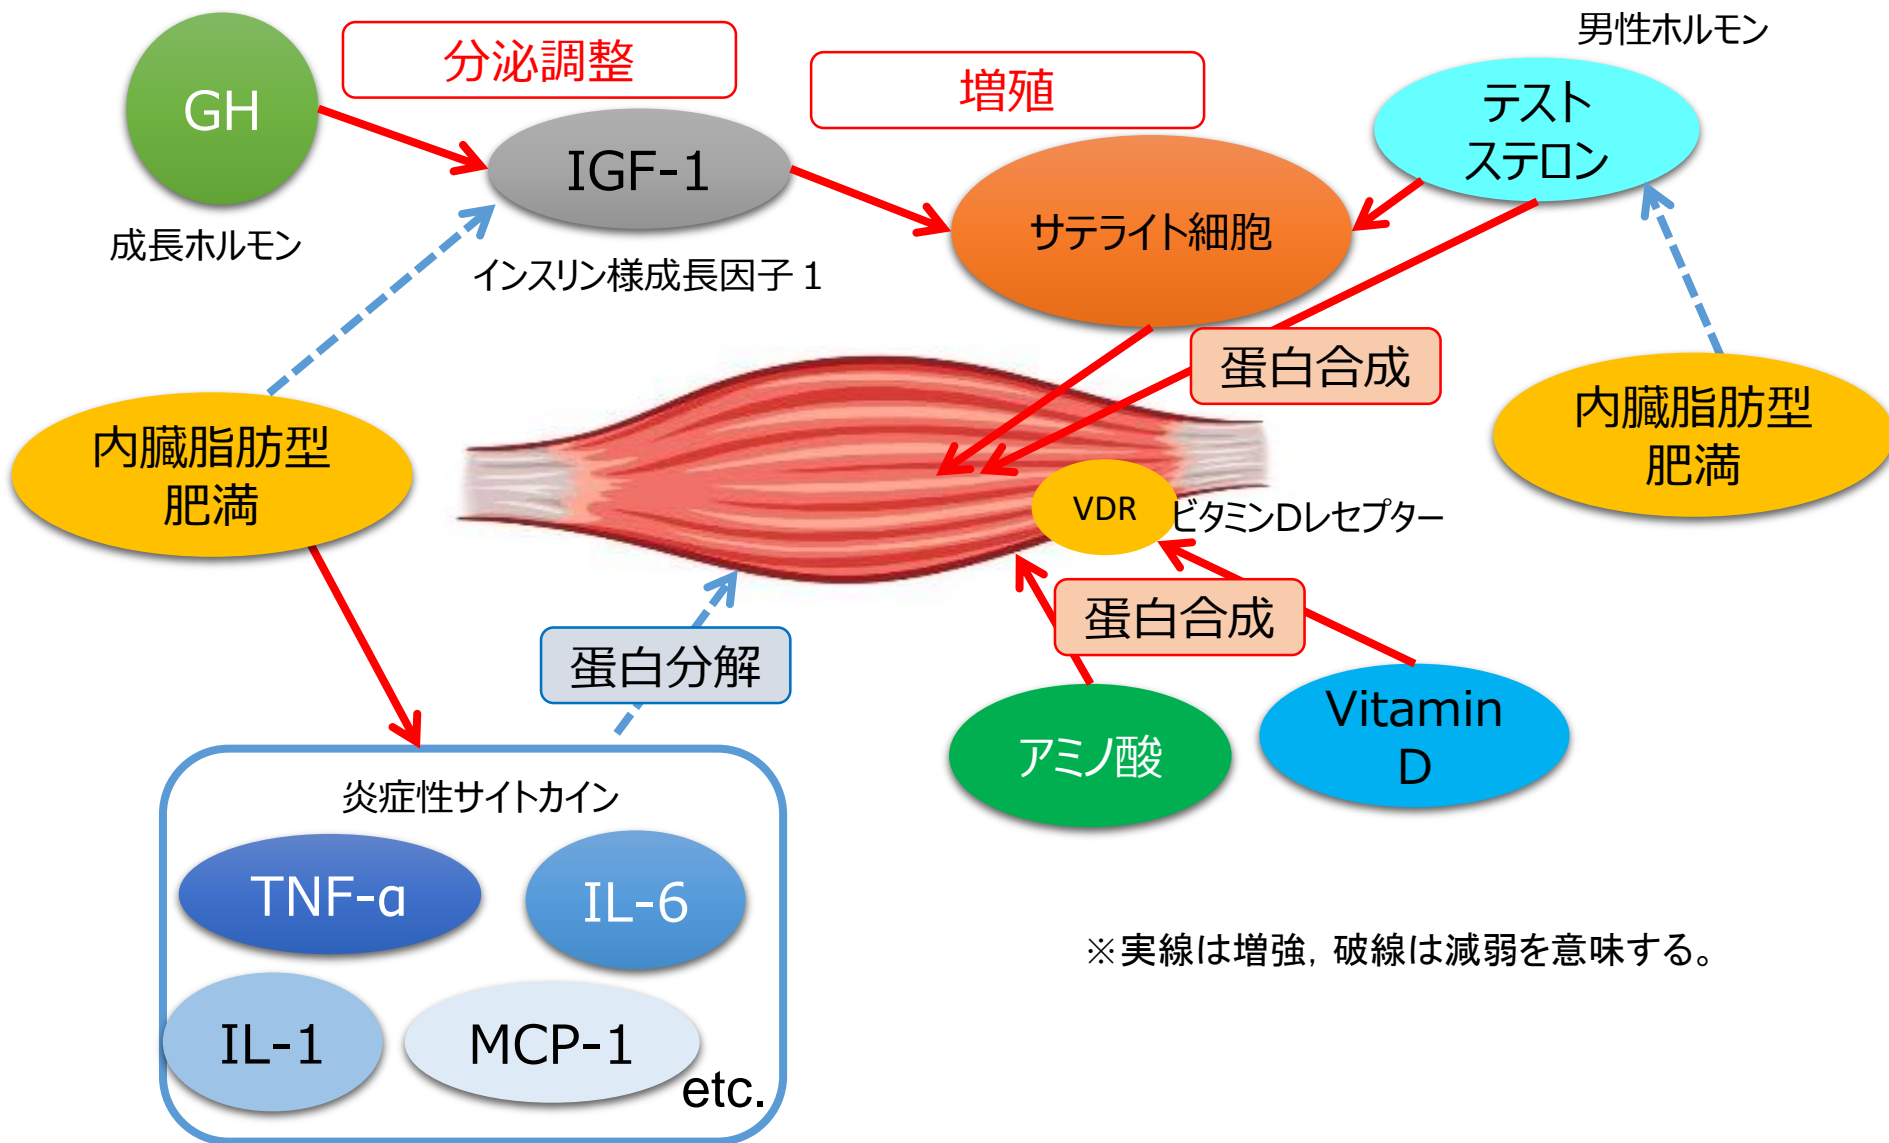 男性ホルモン
分泌調整
増殖
GH
テスト
ステロン
IGF-1
サテライト細胞
成長ホルモン
インスリン様成長因子1
蛋白合成
内臓脂肪型
肥満
内臓脂肪型
肥満
VDR
ビタミンDレセプター
蛋白合成
蛋白分解
Vitamin
D
アミノ酸
炎症性サイトカイン
TNF-α
IL-6
IL-1
MCP-1
etc.
※実線は増強，破線は減弱を意味する。